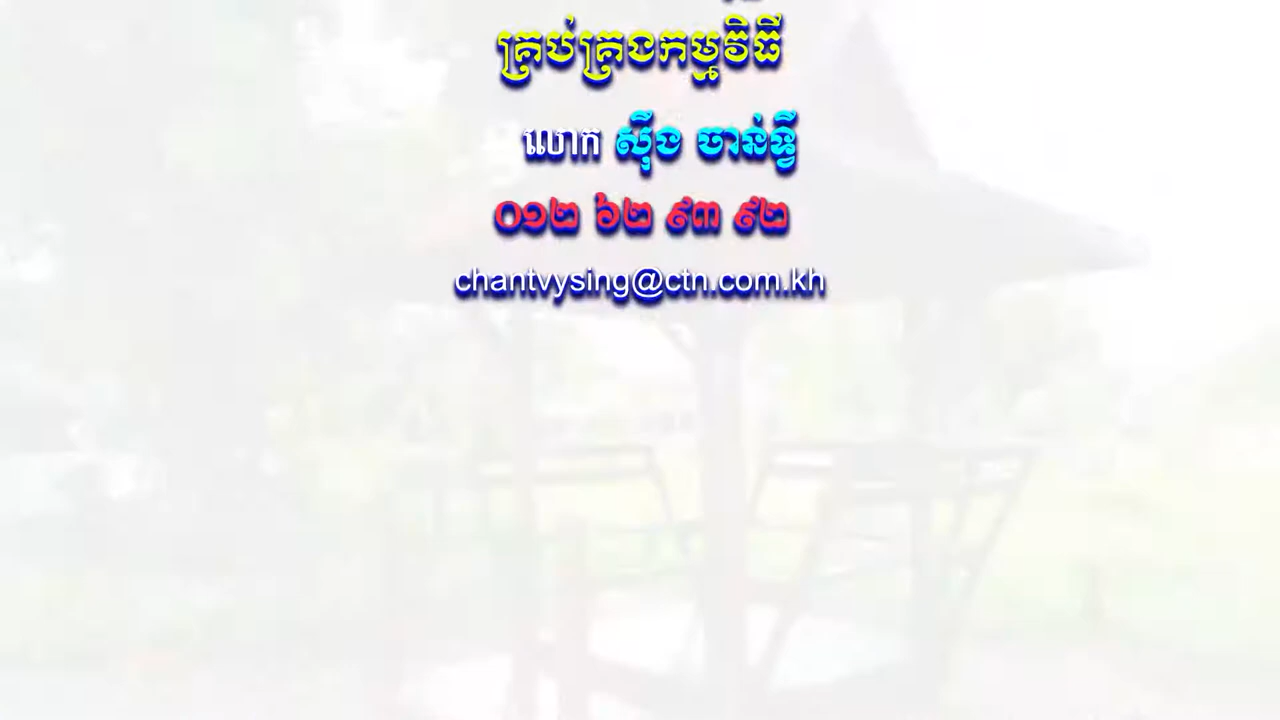 គ្រប់គ្រងកម្មវិធី
លោក ស៊ីង ចាន់ទ្វី
០១២ ៦២ ៩៣ ៩២
chantvysing@ctn.com.kh